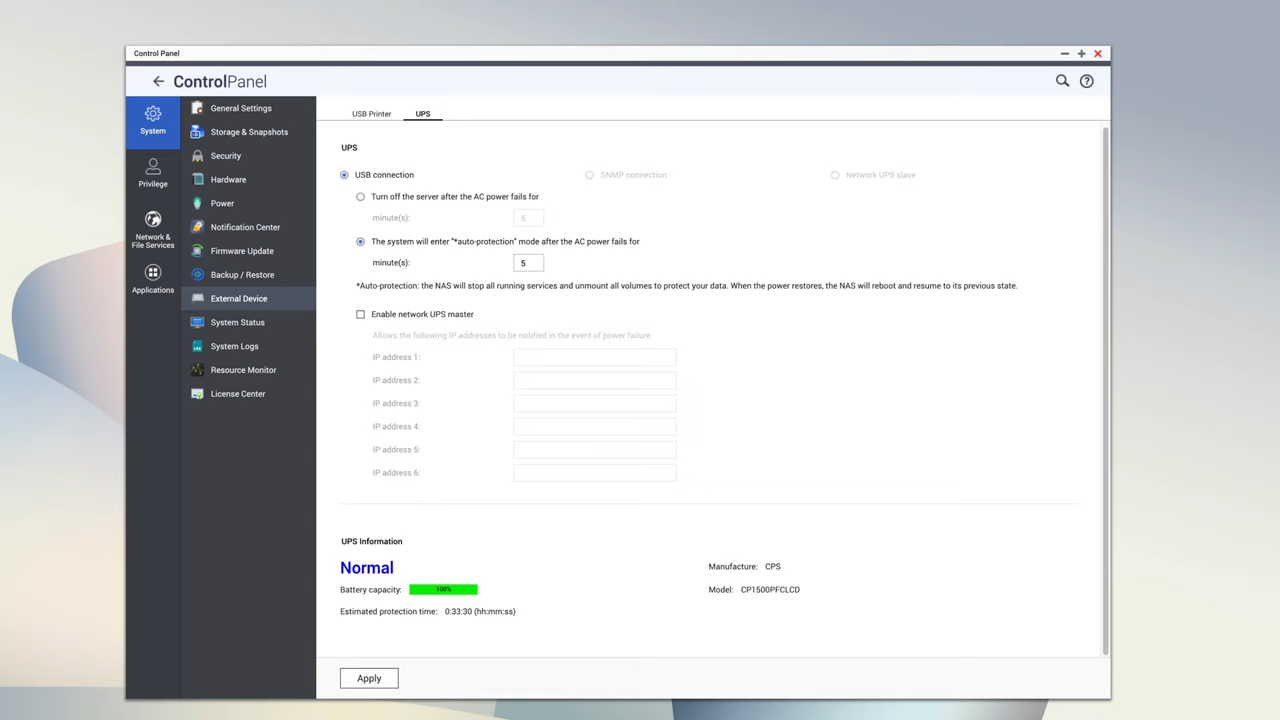 Control Panel
ControlPanel
System
Privilege
Network &
File Services
Applications
General Settings
Storage & Snapshots
Security
Hardware
Power
Notification Center
Firmware Update
Backup / Restore
External Device
System Status
System Logs
Resource Monitor
License Center
USB Printer
UPS
UPS
USB connection
SNMP connection
Network UPS slave
Turn off the server after the AC power fails for
minute(s):
5
The system will enter "*auto-protection" mode after the AC power fails for
minute(s):
5
*Auto-protection: the NAS will stop all running services and unmount all volumes to protect your data. When the power restores, the NAS will reboot and resume to its previous state.
Enable network UPS master
Allows the following IP addresses to be notified in the event of power failure
IP address 1:
IP address 2:
IP address 3:
IP address 4:
IP address 5:
IP address 6:
UPS Information
Normal
Battery capacity: 100%
Estimated protection time: 0:33:30 (hh:mm:ss)
Manufacture: CPS
Model: CP1500PFCLCD
Apply